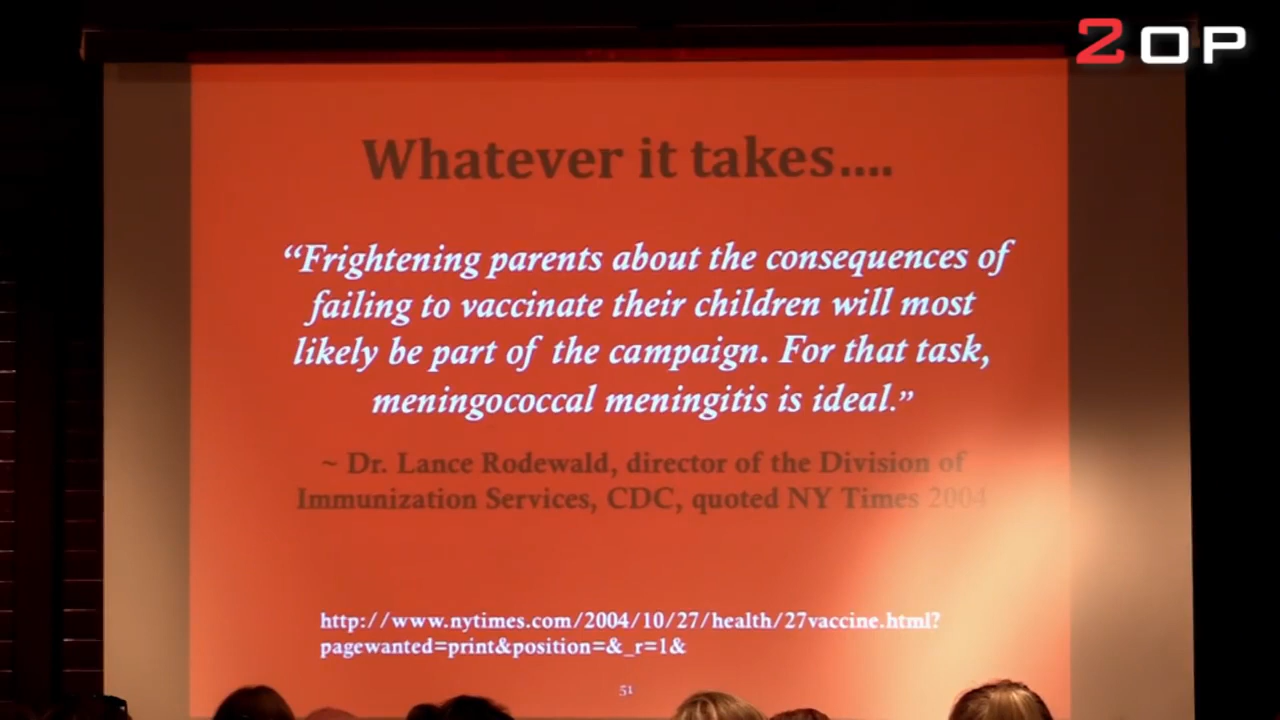 2 OP
Whatever it takes....
“Frightening parents about the consequences of
failing to vaccinate their children will most
likely be part of the campaign. For that task,
meningococcal meningitis is ideal.”
~ Dr. Lance Rodewald, director of the Division of
Immunization Services, CDC, quoted NY Times 2004
http://www.nytimes.com/2004/10/27/health/27vaccine.html?
pagewanted=print&position=&_r=1&
51